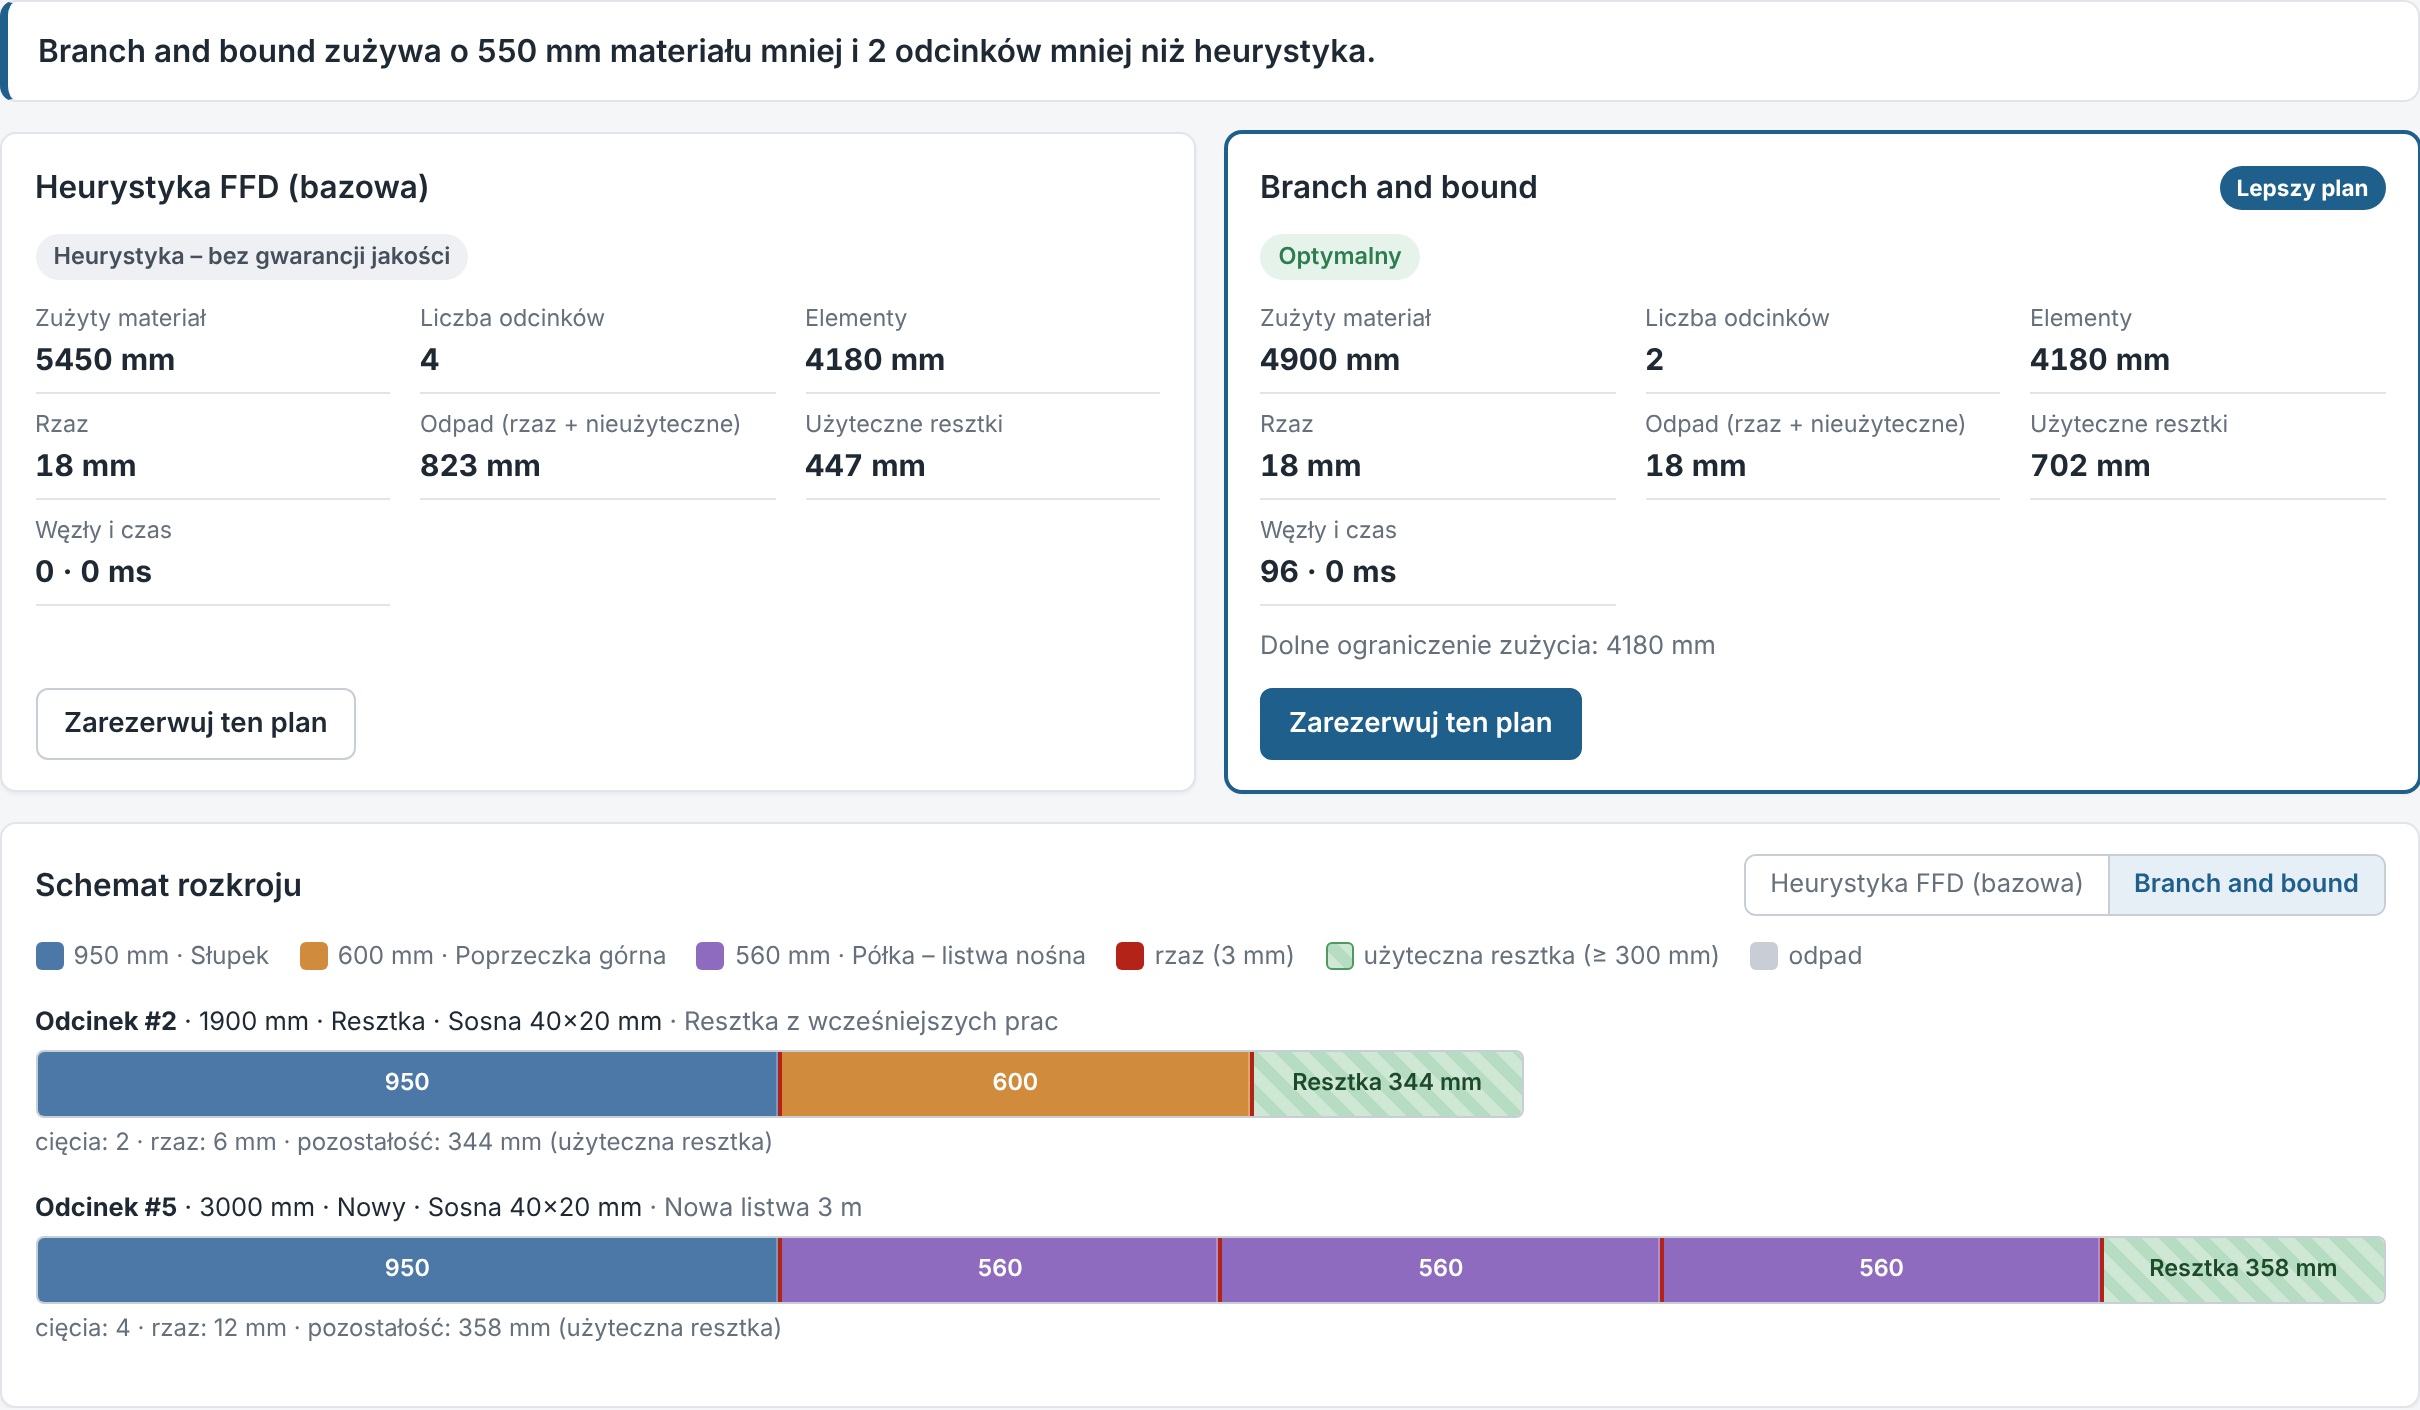 Branch and bound zużywa o 550 mm materiału mniej i 2 odcinków mniej niż heurystyka.
Heurystyka FFD (bazowa)
Heurystyka – bez gwarancji jakości
Zużyty materiał Liczba odcinków Elementy
5450 mm 4 4180 mm
Rzaz Odpad (rzaz + nieużyteczne) Użyteczne resztki
18 mm 823 mm 447 mm
Węzły i czas
0 · 0 ms
Zarezerwuj ten plan
Branch and bound Lepszy plan
Optymalny
Zużyty materiał Liczba odcinków Elementy
4900 mm 2 4180 mm
Rzaz Odpad (rzaz + nieużyteczne) Użyteczne resztki
18 mm 18 mm 702 mm
Węzły i czas
96 · 0 ms
Dolne ograniczenie zużycia: 4180 mm
Zarezerwuj ten plan
Schemat rozkroju Heurystyka FFD (bazowa) Branch and bound
950 mm · Słupek 600 mm · Poprzeczka górna 560 mm · Półka – listwa nośna rzaz (3 mm) użyteczna resztka (≥ 300 mm) odpad
Odcinek #2 · 1900 mm · Resztka · Sosna 40×20 mm · Resztka z wcześniejszych prac
950 600 Resztka 344 mm
cięcia: 2 · rzaz: 6 mm · pozostałość: 344 mm (użyteczna resztka)
Odcinek #5 · 3000 mm · Nowy · Sosna 40×20 mm · Nowa listwa 3 m
950 560 560 560 Resztka 358 mm
cięcia: 4 · rzaz: 12 mm · pozostałość: 358 mm (użyteczna resztka)